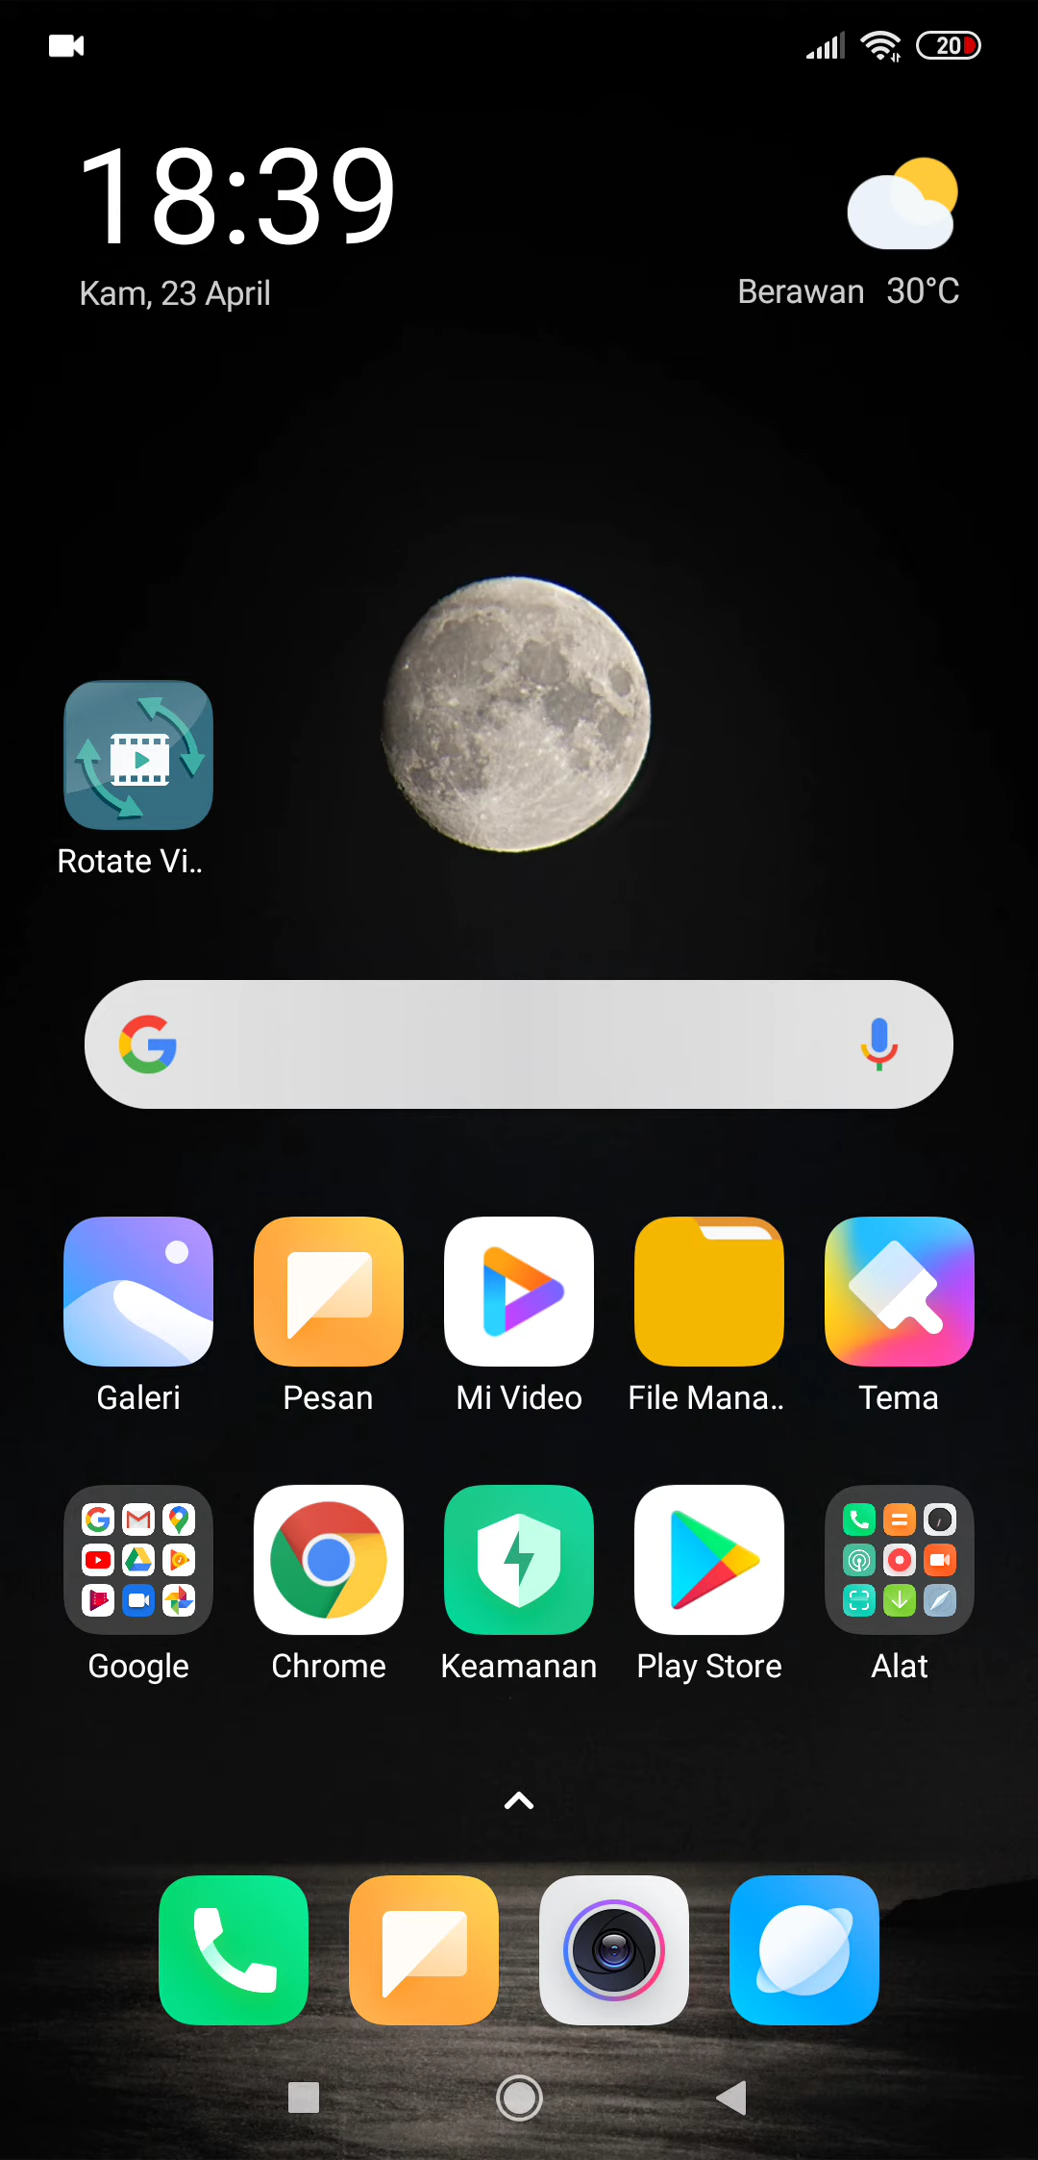 20
18:39
Kam, 23 April
Berawan 30°C
Rotate Vi..
Galeri
Pesan
Mi Video
File Mana..
Tema
Google
Chrome
Keamanan
Play Store
Alat